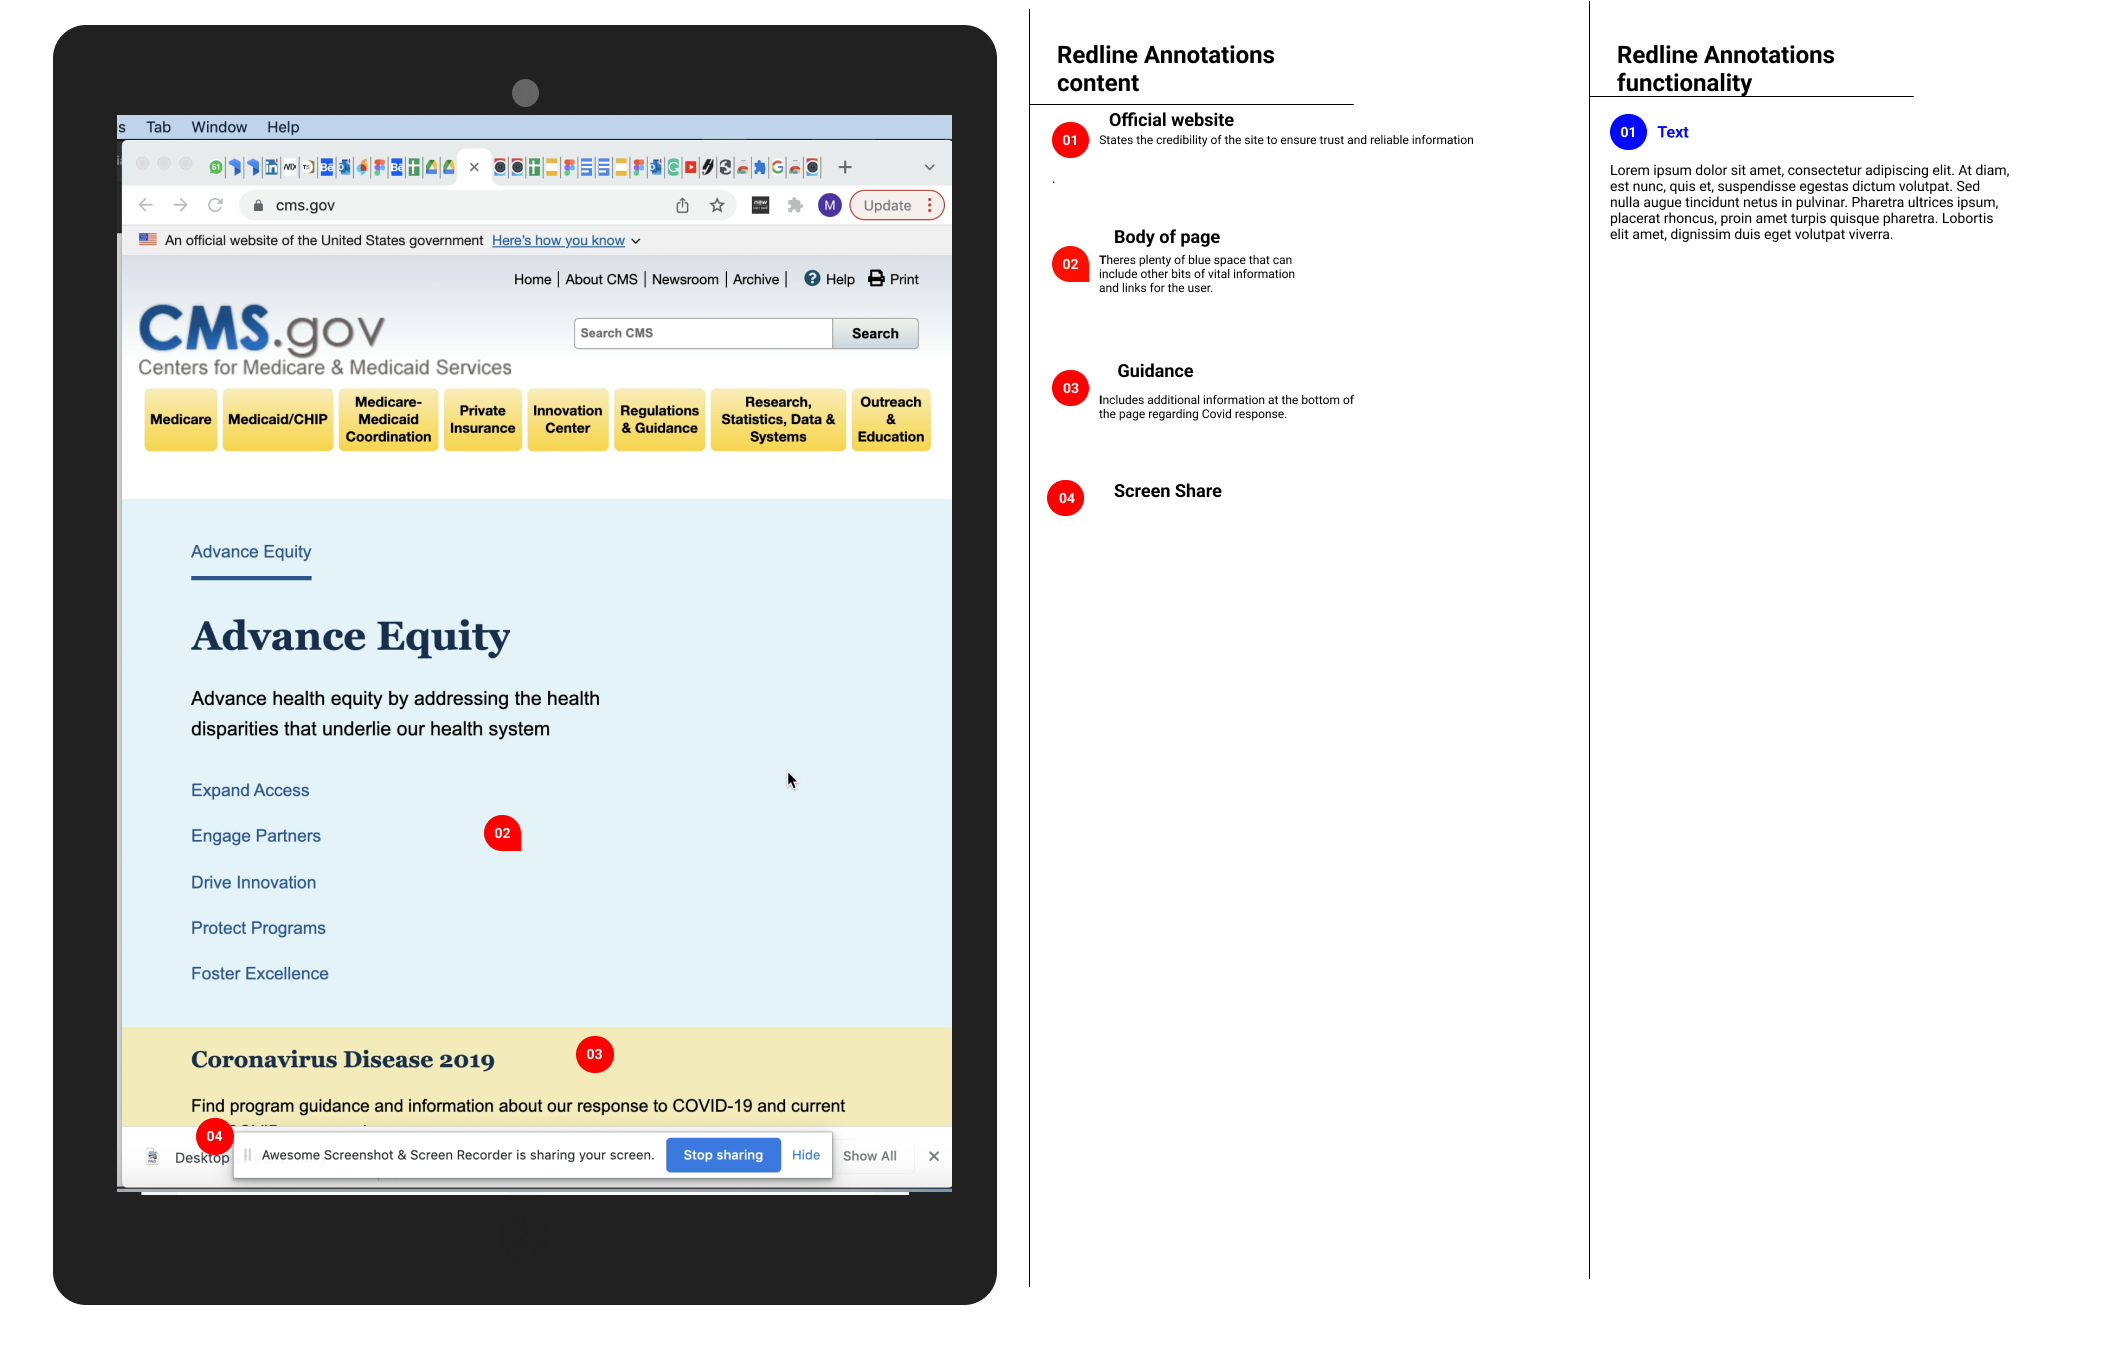 s Tab Window Help
cms.gov
M
Update
An official website of the United States government Here's how you know
Home | About CMS | Newsroom | Archive | Help Print
CMS.gov
Centers for Medicare & Medicaid Services
Search CMS
Search
Medicare
Medicaid/CHIP
Medicare-
Medicaid
Coordination
Private
Insurance
Innovation
Center
Regulations
& Guidance
Research,
Statistics, Data &
Systems
Outreach
&
Education
Advance Equity
Advance Equity
Advance health equity by addressing the health
disparities that underlie our health system
Expand Access
Engage Partners
02
Drive Innovation
Protect Programs
Foster Excellence
Coronavirus Disease 2019
03
Find program guidance and information about our response to COVID-19 and current
04
Desktop
Awesome Screenshot & Screen Recorder is sharing your screen.
Stop sharing
Hide
Show All
Redline Annotations
content
01
Official website
States the credibility of the site to ensure trust and reliable information
.
02
Body of page
Theres plenty of blue space that can
include other bits of vital information
and links for the user.
03
Guidance
Includes additional information at the bottom of
the page regarding Covid response.
04
Screen Share
Redline Annotations
functionality
01
Text
Lorem ipsum dolor sit amet, consectetur adipiscing elit. At diam,
est nunc, quis et, suspendisse egestas dictum volutpat. Sed
nulla augue tincidunt netus in pulvinar. Pharetra ultrices ipsum,
placerat rhoncus, proin amet turpis quisque pharetra. Lobortis
elit amet, dignissim duis eget volutpat viverra.